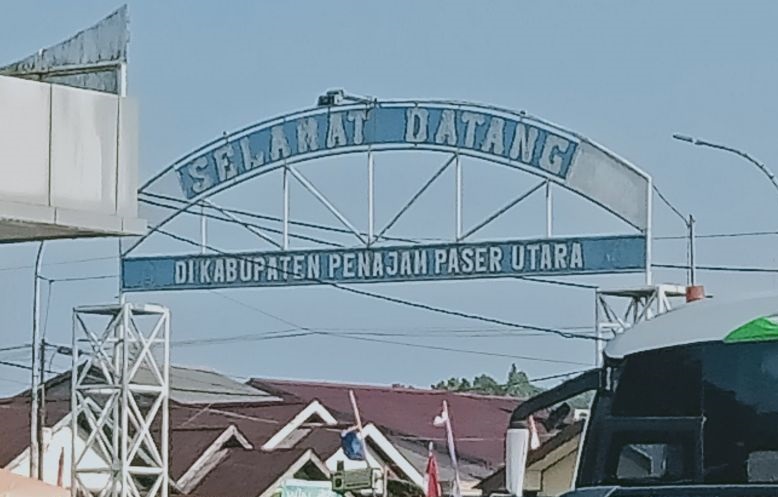 SELAMAT DATANG
DI KABUPATEN PENAJAM PASER UTARA